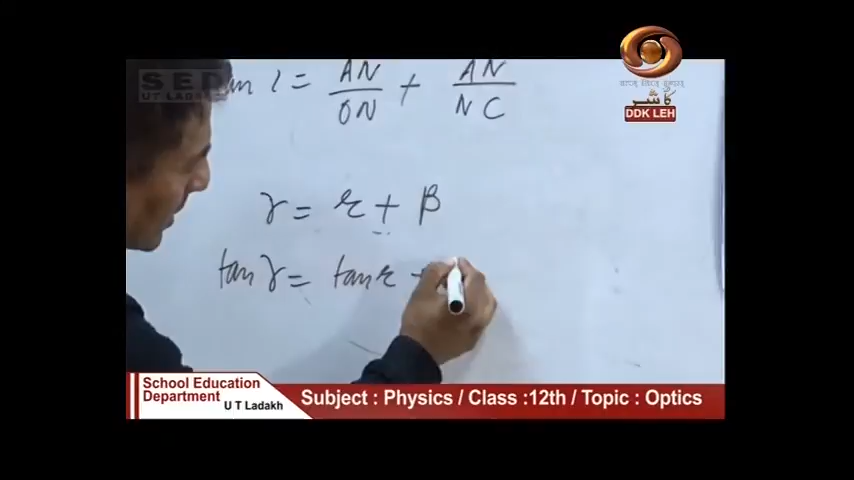 SED
UT LADAKH
tan i = AN/ON + AN/NC
γ = r + β
tan γ = tan r
کٲشُر
DDK LEH
School Education
Department
U T Ladakh
Subject : Physics / Class :12th / Topic : Optics